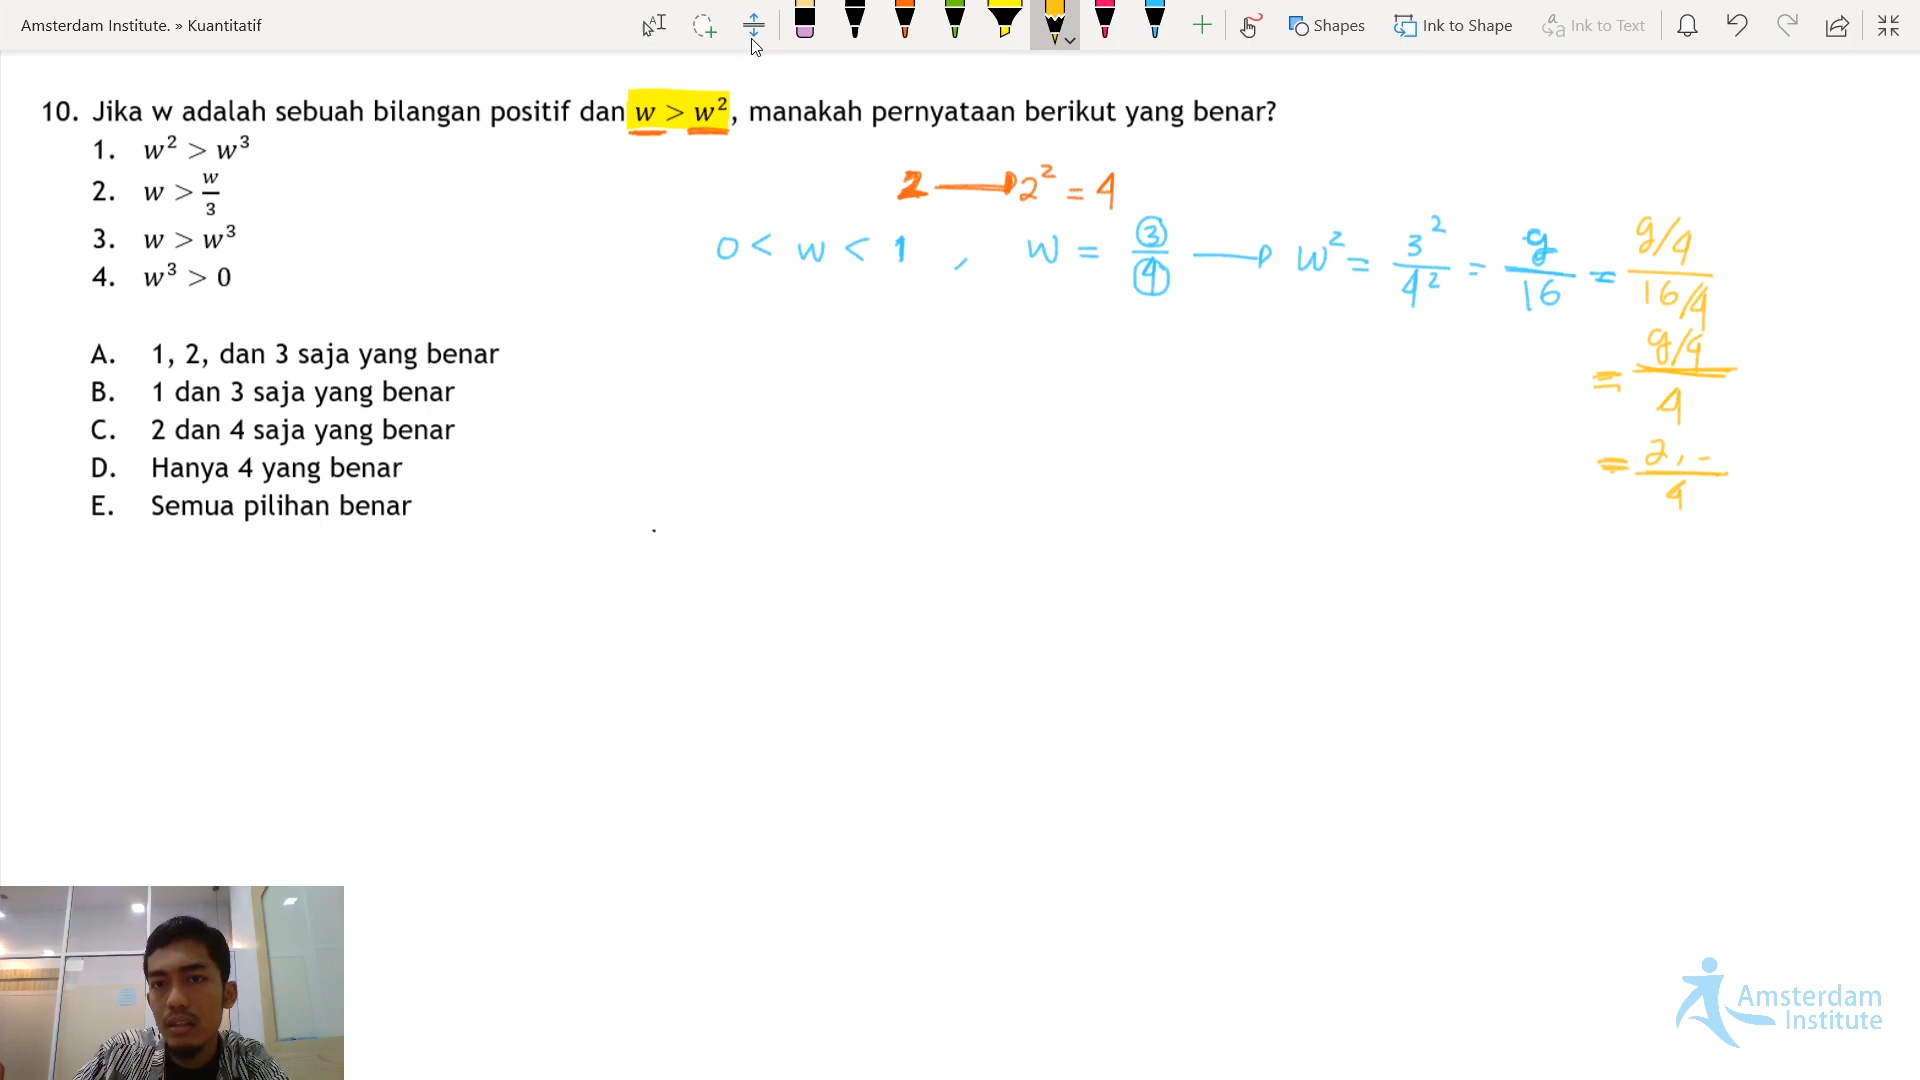 Amsterdam Institute. » Kuantitatif
Shapes
Ink to Shape
Ink to Text
10. Jika w adalah sebuah bilangan positif dan w > w², manakah pernyataan berikut yang benar?
1. w² > w³
2. w > w/3
3. w > w³
4. w³ > 0
A. 1, 2, dan 3 saja yang benar
B. 1 dan 3 saja yang benar
C. 2 dan 4 saja yang benar
D. Hanya 4 yang benar
E. Semua pilihan benar
2 → 2² = 4
0 < w < 1 , w = 3/4 → w² = 3²/4² = 9/16 = (9/4)/(16/4)
= (9/4)/4
= 2,-/4
Amsterdam
Institute